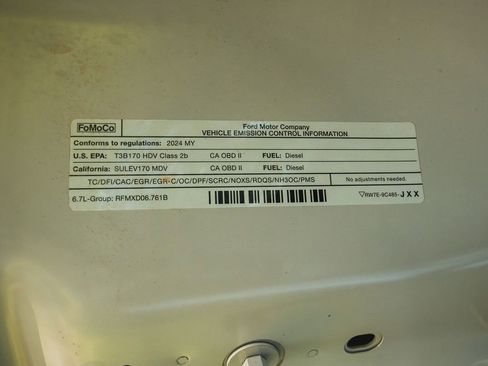 FoMoCo
Ford Motor Company
VEHICLE EMISSION CONTROL INFORMATION
Conforms to regulations: 2024 MY
U.S. EPA: T3B170 HDV Class 2b CA OBD II FUEL: Diesel
California: SULEV170 MDV CA OBD II FUEL: Diesel
No adjustments needed.
TC/DFI/CAC/EGR/EGR-C/OC/DPF/SCRC/NOXS/RDQS/NH3OC/PMS
6.7L-Group: RFMXD06.761B
RW7E-9C485-JXX